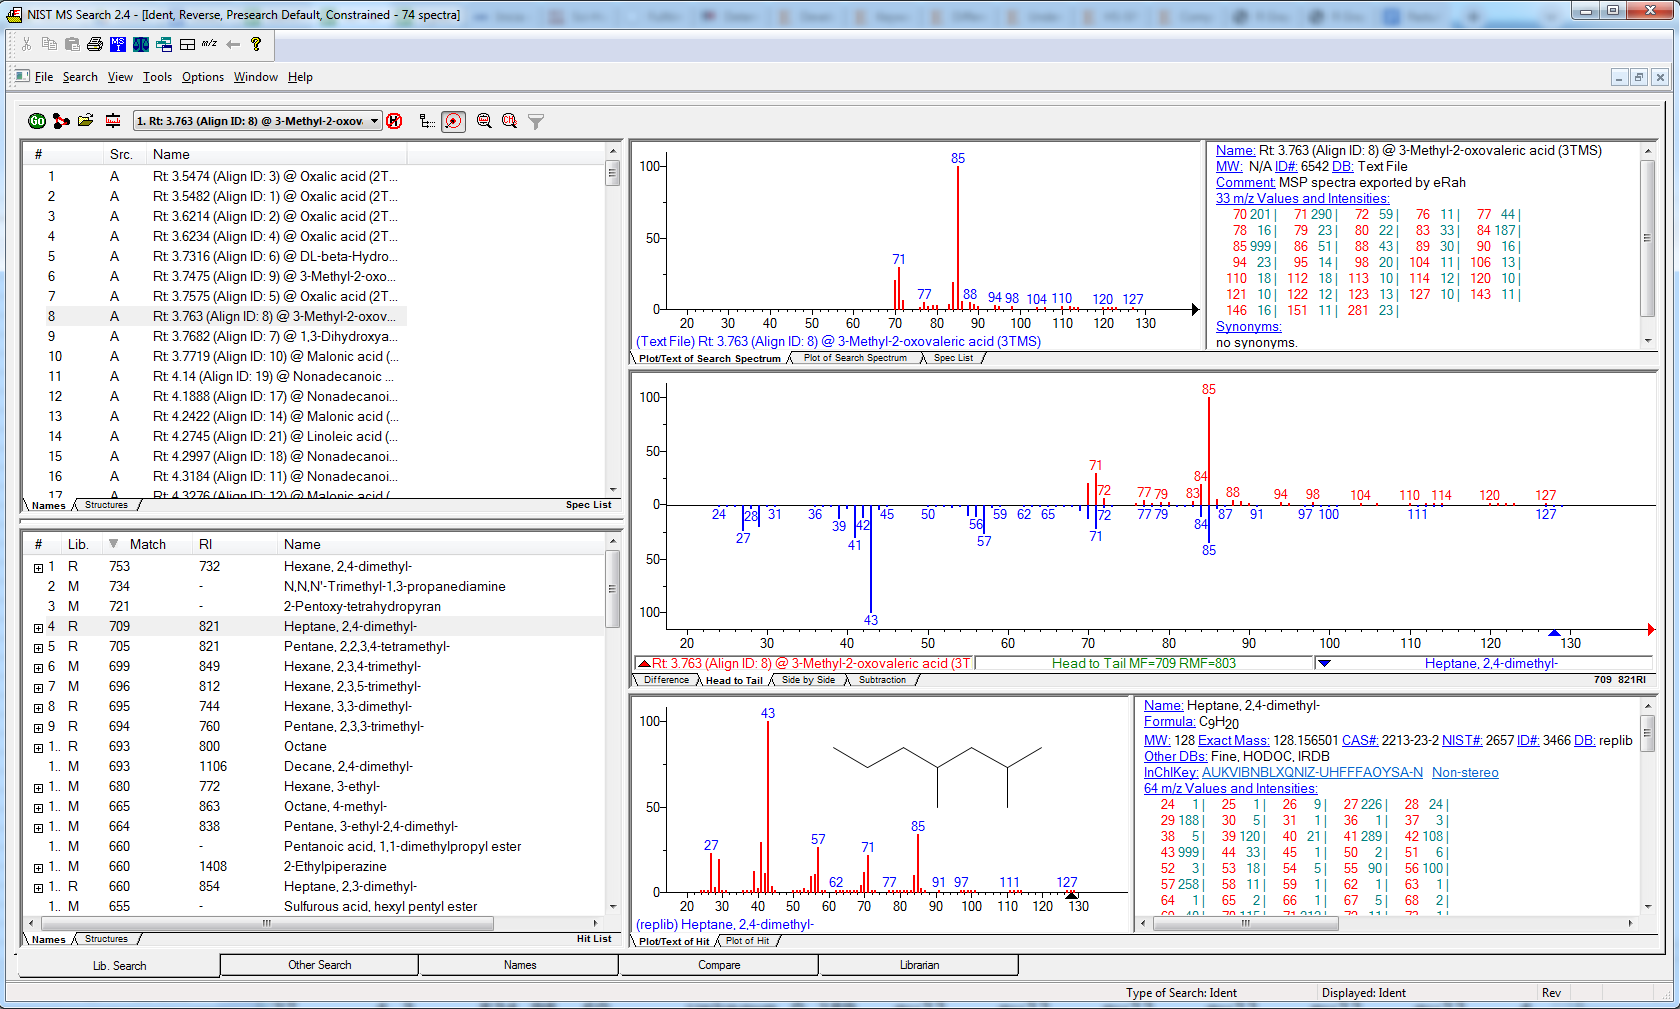 NIST MS Search 2.4 - [Ident, Reverse, Presearch Default, Constrained - 74 spectra]
File Search View Tools Options Window Help
1. Rt: 3.763 (Align ID: 8) @ 3-Methyl-2-oxov
# Src. Name
1 A Rt: 3.5474 (Align ID: 3) @ Oxalic acid (2T...
2 A Rt: 3.5482 (Align ID: 1) @ Oxalic acid (2T...
3 A Rt: 3.6214 (Align ID: 2) @ Oxalic acid (2T...
4 A Rt: 3.6234 (Align ID: 4) @ Oxalic acid (2T...
5 A Rt: 3.7316 (Align ID: 6) @ DL-beta-Hydro...
6 A Rt: 3.7475 (Align ID: 9) @ 3-Methyl-2-oxo...
7 A Rt: 3.7575 (Align ID: 5) @ Oxalic acid (2T...
8 A Rt: 3.763 (Align ID: 8) @ 3-Methyl-2-oxov...
9 A Rt: 3.7682 (Align ID: 7) @ 1,3-Dihydroxya...
10 A Rt: 3.7719 (Align ID: 10) @ Malonic acid (...
11 A Rt: 4.14 (Align ID: 19) @ Nonadecanoic ...
12 A Rt: 4.1888 (Align ID: 17) @ Nonadecanoi...
13 A Rt: 4.2422 (Align ID: 14) @ Malonic acid (...
14 A Rt: 4.2745 (Align ID: 21) @ Linoleic acid (...
15 A Rt: 4.2997 (Align ID: 18) @ Nonadecanoi...
16 A Rt: 4.3184 (Align ID: 11) @ Nonadecanoi...
17 A Rt: 4.3276 (Align ID: 12) @ Malonic acid (
Names Structures Spec List
# Lib. Match RI Name
1 R 753 732 Hexane, 2,4-dimethyl-
2 M 734 - N,N,N'-Trimethyl-1,3-propanediamine
3 M 721 - 2-Pentoxy-tetrahydropyran
4 R 709 821 Heptane, 2,4-dimethyl-
5 R 705 821 Pentane, 2,2,3,4-tetramethyl-
6 M 699 849 Hexane, 2,3,4-trimethyl-
7 M 696 812 Hexane, 2,3,5-trimethyl-
8 R 695 744 Hexane, 3,3-dimethyl-
9 R 694 760 Pentane, 2,3,3-trimethyl-
1.. R 693 800 Octane
1.. M 693 1106 Decane, 2,4-dimethyl-
1.. M 680 772 Hexane, 3-ethyl-
1.. M 665 863 Octane, 4-methyl-
1.. M 664 838 Pentane, 3-ethyl-2,4-dimethyl-
1.. M 660 - Pentanoic acid, 1,1-dimethylpropyl ester
1.. M 660 1408 2-Ethylpiperazine
1.. R 660 854 Heptane, 2,3-dimethyl-
1.. M 655 - Sulfurous acid, hexyl pentyl ester
Names Structures Hit List
100
50
0
85
71
77 88 94 98 104 110 120 127
20 30 40 50 60 70 80 90 100 110 120 130
(Text File) Rt: 3.763 (Align ID: 8) @ 3-Methyl-2-oxovaleric acid (3TMS)
Plot/Text of Search Spectrum Plot of Search Spectrum Spec List
Name: Rt: 3.763 (Align ID: 8) @ 3-Methyl-2-oxovaleric acid (3TMS)
MW: N/A ID#: 6542 DB: Text File
Comment: MSP spectra exported by eRah
33 m/z Values and Intensities:
70 201 | 71 290 | 72 59 | 76 11 | 77 44 |
78 16 | 79 23 | 80 22 | 83 33 | 84 187 |
85 999 | 86 51 | 88 43 | 89 30 | 90 16 |
94 23 | 95 14 | 98 20 | 104 11 | 106 13 |
110 18 | 112 18 | 113 10 | 114 12 | 120 10 |
121 10 | 122 12 | 123 13 | 127 10 | 143 11 |
146 16 | 151 11 | 281 23 |
Synonyms:
no synonyms.
100
50
0
50
100
85
71 84
72 77 79 83 88 94 98 104 110 114 120 127
24 28 31 36 39 42 45 50 56 59 62 65 72 77 79 84 87 91 97 100 111 127
27 41 57 71 85
43
20 30 40 50 60 70 80 90 100 110 120 130
Rt: 3.763 (Align ID: 8) @ 3-Methyl-2-oxovaleric acid (3T Head to Tail MF=709 RMF=803 Heptane, 2,4-dimethyl-
Difference Head to Tail Side by Side Subtraction 709 821RI
100
50
0
43
27 57 71 85
62 77 91 97 111 127
20 30 40 50 60 70 80 90 100 110 120 130
(replib) Heptane, 2,4-dimethyl-
Plot/Text of Hit Plot of Hit
Name: Heptane, 2,4-dimethyl-
Formula: C9H20
MW: 128 Exact Mass: 128.156501 CAS#: 2213-23-2 NIST#: 2657 ID#: 3466 DB: replib
Other DBs: Fine, HODOC, IRDB
InChIKey: AUKVIBNBLXQNIZ-UHFFFAOYSA-N Non-stereo
64 m/z Values and Intensities:
24 1 | 25 1 | 26 9 | 27 226 | 28 24 |
29 188 | 30 5 | 31 1 | 36 1 | 37 3 |
38 5 | 39 120 | 40 21 | 41 289 | 42 108 |
43 999 | 44 33 | 45 1 | 50 2 | 51 6 |
52 3 | 53 18 | 54 5 | 55 90 | 56 100 |
57 258 | 58 11 | 59 1 | 62 1 | 63 1 |
64 1 | 65 2 | 66 1 | 67 5 | 68 2 |
Lib. Search Other Search Names Compare Librarian
Type of Search: Ident Displayed: Ident Rev